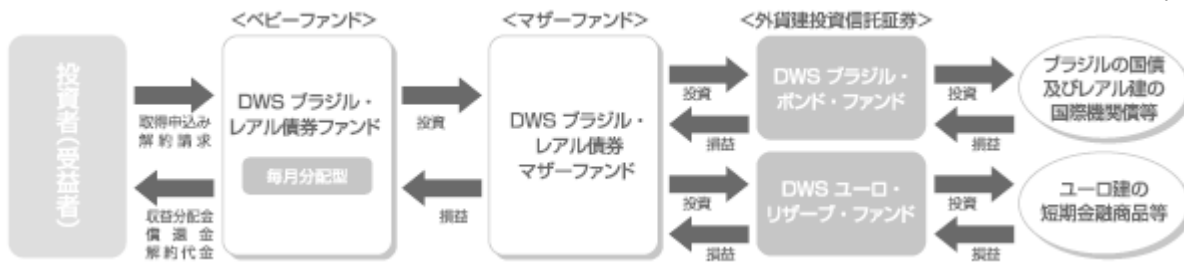 <ベビーファンド>
<マザーファンド>
<外貨建投資信託証券>
投資者(受益者)
取得申込み
解約請求
収益分配金
償還金
解約代金
DWS ブラジル・
レアル債券ファンド
毎月分配型
投資
損益
DWS ブラジル・
レアル債券
マザーファンド
投資
損益
投資
損益
DWS ブラジル・
ボンド・ファンド
DWS ユーロ・
リザーブ・ファンド
投資
損益
投資
損益
ブラジルの国債
及びレアル建の
国際機関債等
ユーロ建の
短期金融商品等